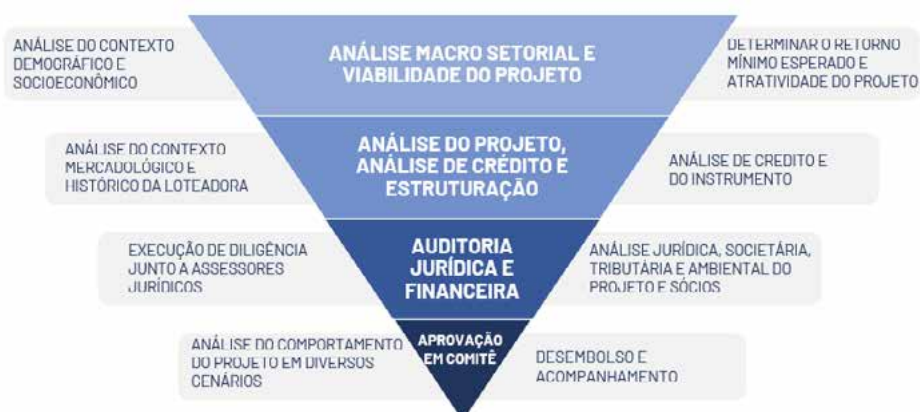 ANÁLISE DO CONTEXTO
DEMOGRÁFICO E
SOCIOECONÔMICO
ANÁLISE MACRO SETORIAL E
VIABILIDADE DO PROJETO
DETERMINAR O RETORNO
MÍNIMO ESPERADO E
ATRATIVIDADE DO PROJETO
ANÁLISE DO CONTEXTO
MERCADOLÓGICO E
HISTÓRICO DA LOTEADORA
ANÁLISE DO PROJETO,
ANÁLISE DE CRÉDITO E
ESTRUTURAÇÃO
ANÁLISE DE CREDITO E
DO INSTRUMENTO
EXECUÇÃO DE DILIGÊNCIA
JUNTO A ASSESSORES
JURÍDICOS
AUDITORIA
JURÍDICA E
FINANCEIRA
ANÁLISE JURÍDICA, SOCIETÁRIA,
TRIBUTÁRIA E AMBIENTAL DO
PROJETO E SÓCIOS
ANÁLISE DO COMPORTAMENTO
DO PROJETO EM DIVERSOS
CENÁRIOS
APROVAÇÃO
EM COMITÊ
DESEMBOLSO E
ACOMPANHAMENTO